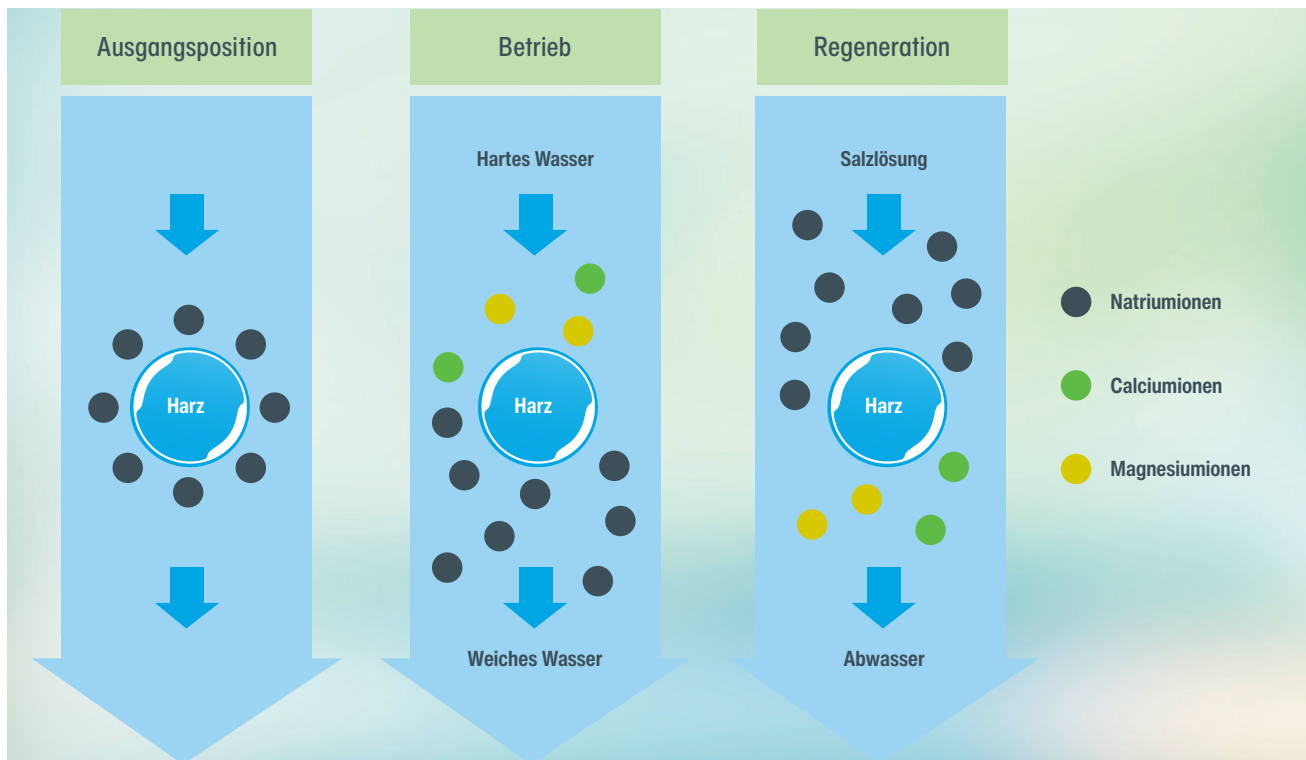 Ausgangsposition
Betrieb
Regeneration
Hartes Wasser
Salzlösung
Harz
Harz
Harz
Natriumionen
Calciumionen
Magnesiumionen
Weiches Wasser
Abwasser